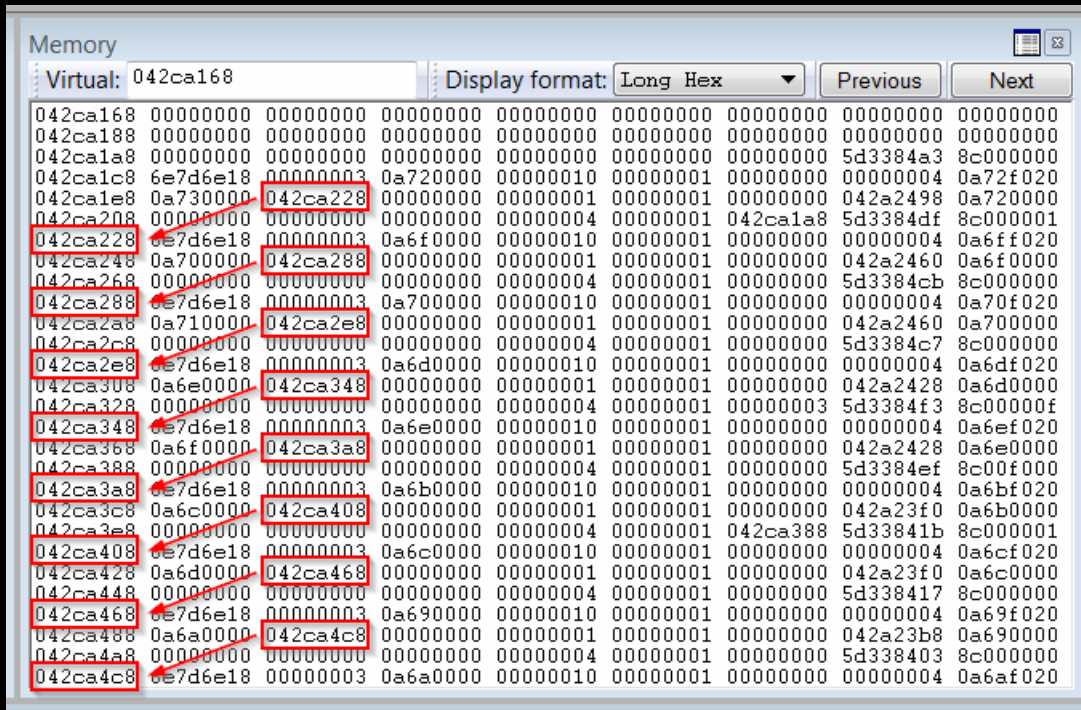 Memory
Virtual: 042ca168 Display format: Long Hex Previous Next
042ca168 00000000 00000000 00000000 00000000 00000000 00000000 00000000 00000000
042ca188 00000000 00000000 00000000 00000000 00000000 00000000 00000000 00000000
042ca1a8 00000000 00000000 00000000 00000000 00000000 00000000 5d3384a3 8c000000
042ca1c8 6e7d6e18 00000003 0a720000 00000010 00000001 00000000 00000004 0a72f020
042ca1e8 0a730000 042ca228 00000000 00000001 00000001 00000000 042a2498 0a720000
042ca208 00000000 00000000 00000000 00000004 00000001 042ca1a8 5d3384df 8c000001
042ca228 6e7d6e18 00000003 0a6f0000 00000010 00000001 00000000 00000004 0a6ff020
042ca248 0a700000 042ca288 00000000 00000001 00000001 00000000 042a2460 0a6f0000
042ca268 00000000 00000000 00000000 00000004 00000001 00000000 5d3384cb 8c000000
042ca288 6e7d6e18 00000003 0a700000 00000010 00000001 00000000 00000004 0a70f020
042ca2a8 0a710000 042ca2e8 00000000 00000001 00000001 00000000 042a2460 0a700000
042ca2c8 00000000 00000000 00000000 00000004 00000001 00000000 5d3384c7 8c000000
042ca2e8 6e7d6e18 00000003 0a6d0000 00000010 00000001 00000000 00000004 0a6df020
042ca308 0a6e0000 042ca348 00000000 00000001 00000001 00000000 042a2428 0a6d0000
042ca328 00000000 00000000 00000000 00000004 00000001 00000003 5d3384f3 8c00000f
042ca348 6e7d6e18 00000003 0a6e0000 00000010 00000001 00000000 00000004 0a6ef020
042ca368 0a6f0000 042ca3a8 00000000 00000001 00000001 00000000 042a2428 0a6e0000
042ca388 00000000 00000000 00000000 00000004 00000001 00000000 5d3384ef 8c00f000
042ca3a8 6e7d6e18 00000003 0a6b0000 00000010 00000001 00000000 00000004 0a6bf020
042ca3c8 0a6c0000 042ca408 00000000 00000001 00000001 00000000 042a23f0 0a6b0000
042ca3e8 00000000 00000000 00000000 00000004 00000001 042ca388 5d33841b 8c000001
042ca408 6e7d6e18 00000003 0a6c0000 00000010 00000001 00000000 00000004 0a6cf020
042ca428 0a6d0000 042ca468 00000000 00000001 00000001 00000000 042a23f0 0a6c0000
042ca448 00000000 00000000 00000000 00000004 00000001 00000000 5d338417 8c000000
042ca468 6e7d6e18 00000003 0a690000 00000010 00000001 00000000 00000004 0a69f020
042ca488 0a6a0000 042ca4c8 00000000 00000001 00000001 00000000 042a23b8 0a690000
042ca4a8 00000000 00000000 00000000 00000004 00000001 00000000 5d338403 8c000000
042ca4c8 6e7d6e18 00000003 0a6a0000 00000010 00000001 00000000 00000004 0a6af020